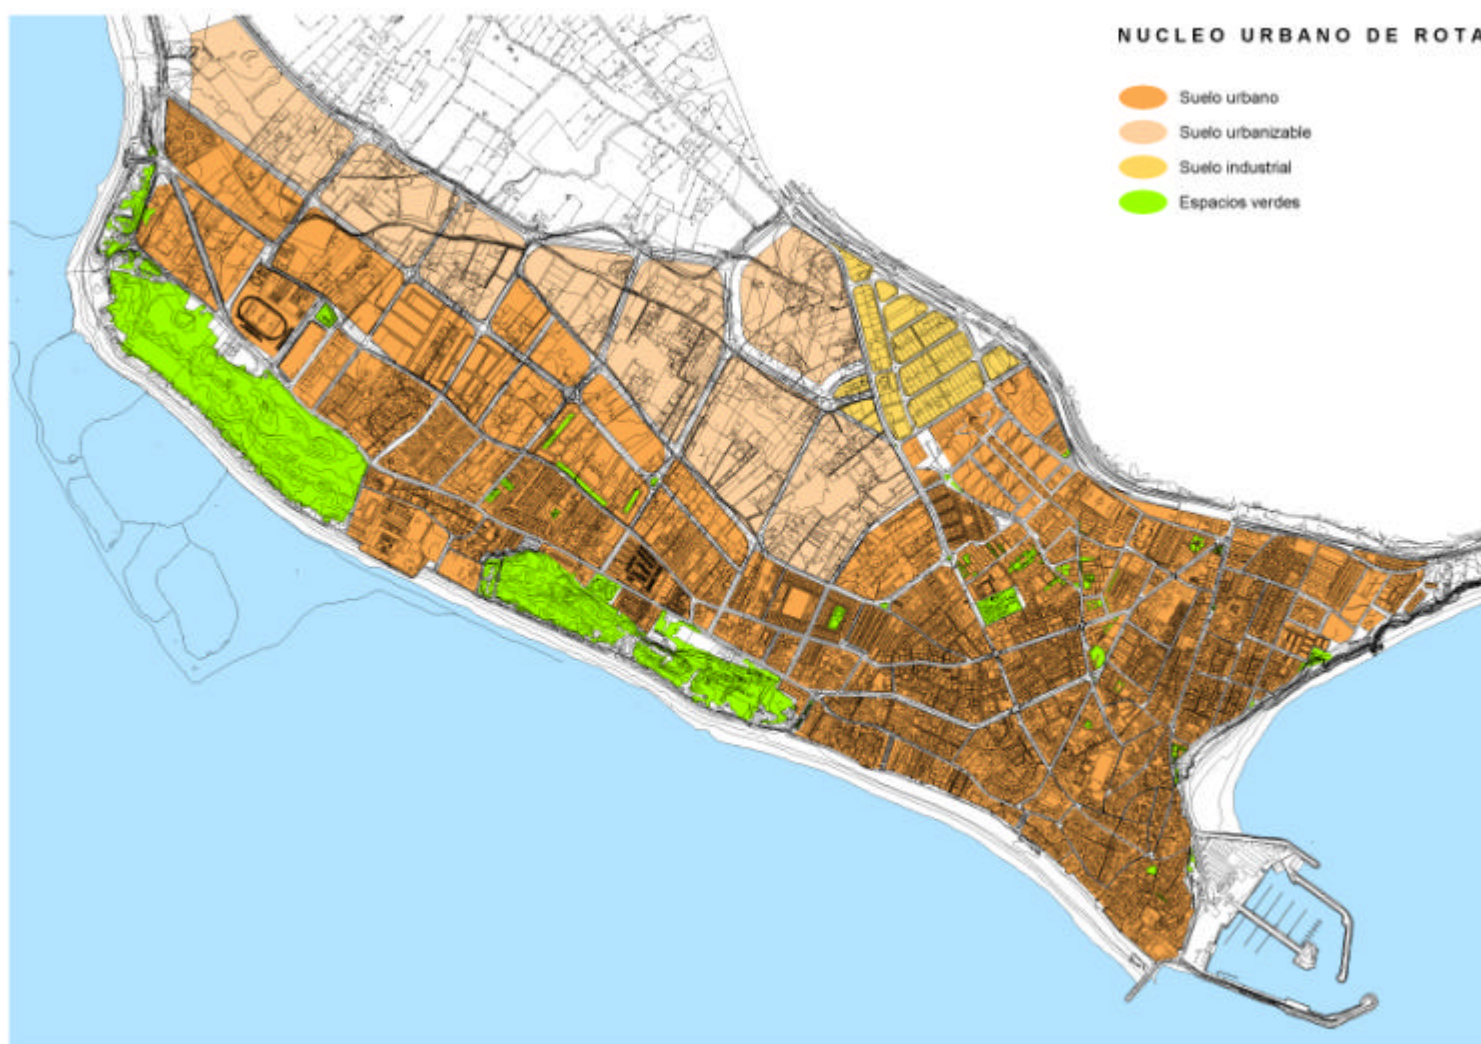 NUCLEO URBANO DE ROTA
Suelo urbano
Suelo urbanizable
Suelo industrial
Espacios verdes